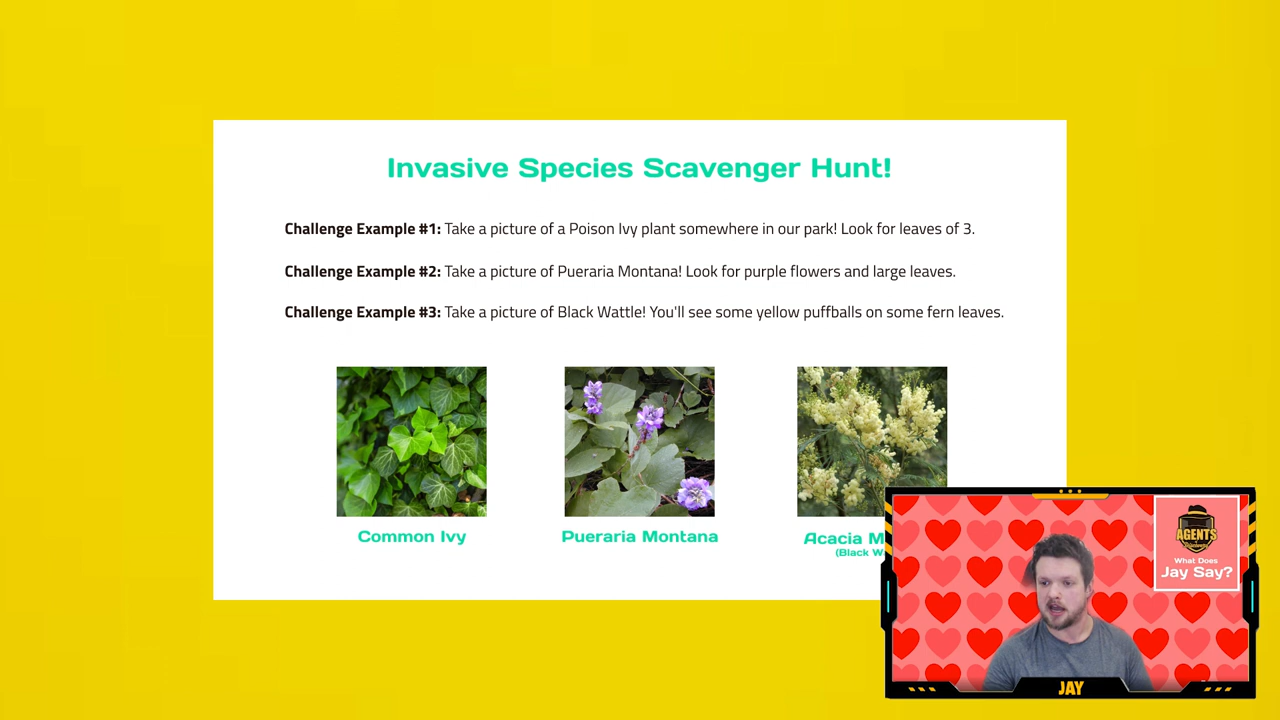 Invasive Species Scavenger Hunt!
Challenge Example #1: Take a picture of a Poison Ivy plant somewhere in our park! Look for leaves of 3.
Challenge Example #2: Take a picture of Pueraria Montana! Look for purple flowers and large leaves.
Challenge Example #3: Take a picture of Black Wattle! You'll see some yellow puffballs on some fern leaves.
Common Ivy
Pueraria Montana
Acacia M
(Black W
AGENTS
What Does
Jay Say?
JAY